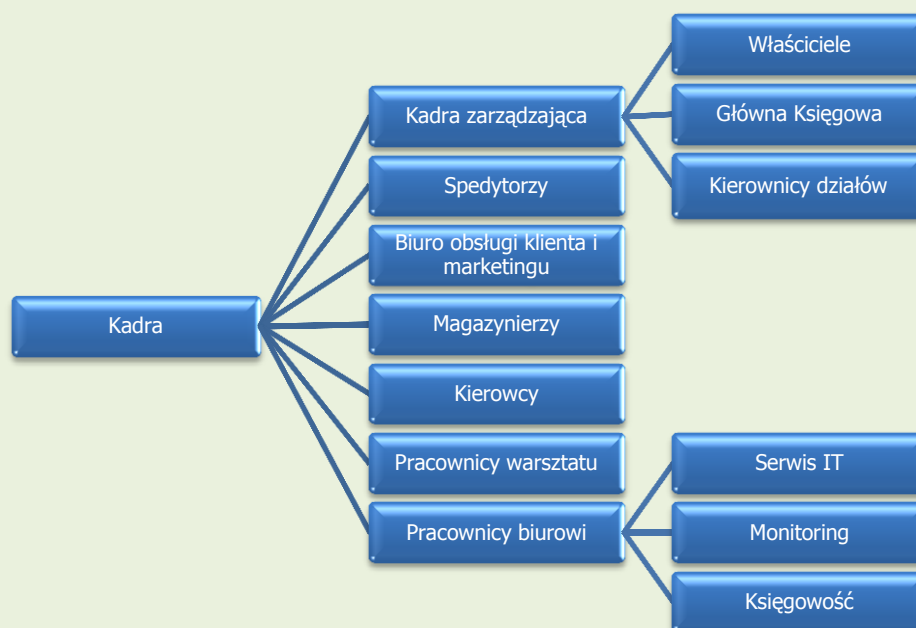 Kadra
Kadra zarządzająca
Właściciele
Główna Księgowa
Kierownicy działów
Spedytorzy
Biuro obsługi klienta i
marketingu
Magazynierzy
Kierowcy
Pracownicy warsztatu
Pracownicy biurowi
Serwis IT
Monitoring
Księgowość